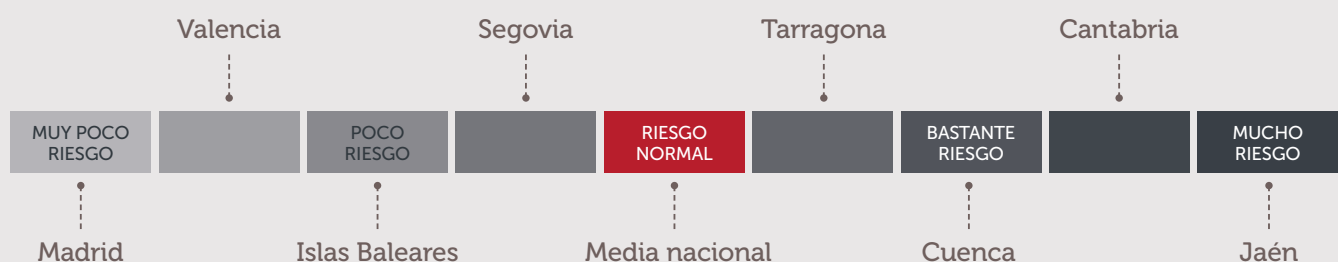 Valencia Segovia Tarragona Cantabria
MUY POCO
RIESGO
POCO
RIESGO
RIESGO
NORMAL
BASTANTE
RIESGO
MUCHO
RIESGO
Madrid Islas Baleares Media nacional Cuenca Jaén